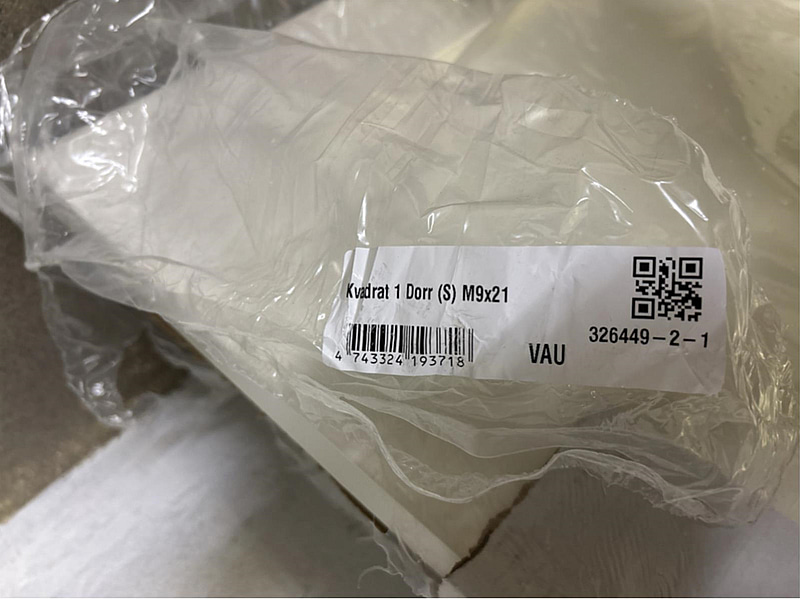 Kvadrat 1 Dorr (S) M9x21
4 743324 193718
VAU
326449-2-1